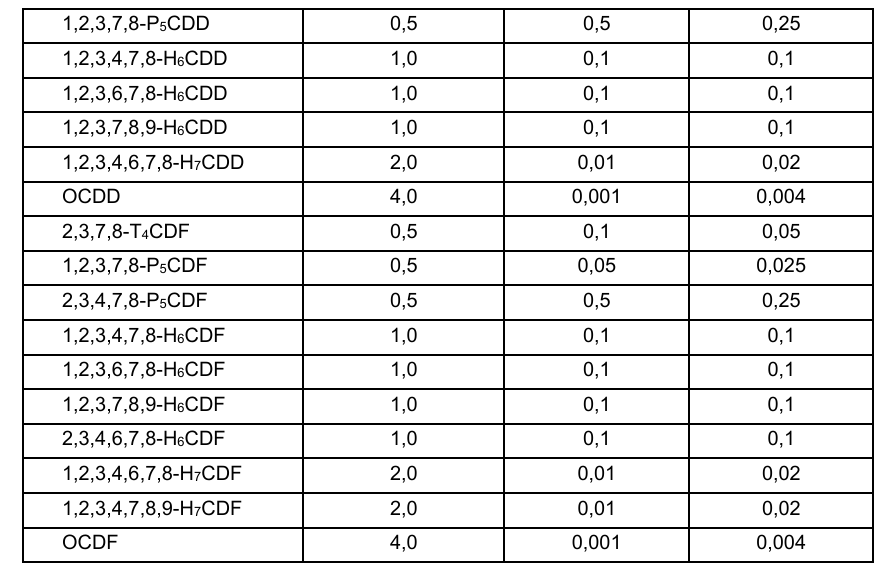 1,2,3,7,8-P₅CDD 0,5 0,5 0,25
1,2,3,4,7,8-H₆CDD 1,0 0,1 0,1
1,2,3,6,7,8-H₆CDD 1,0 0,1 0,1
1,2,3,7,8,9-H₆CDD 1,0 0,1 0,1
1,2,3,4,6,7,8-H₇CDD 2,0 0,01 0,02
OCDD 4,0 0,001 0,004
2,3,7,8-T₄CDF 0,5 0,1 0,05
1,2,3,7,8-P₅CDF 0,5 0,05 0,025
2,3,4,7,8-P₅CDF 0,5 0,5 0,25
1,2,3,4,7,8-H₆CDF 1,0 0,1 0,1
1,2,3,6,7,8-H₆CDF 1,0 0,1 0,1
1,2,3,7,8,9-H₆CDF 1,0 0,1 0,1
2,3,4,6,7,8-H₆CDF 1,0 0,1 0,1
1,2,3,4,6,7,8-H₇CDF 2,0 0,01 0,02
1,2,3,4,7,8,9-H₇CDF 2,0 0,01 0,02
OCDF 4,0 0,001 0,004